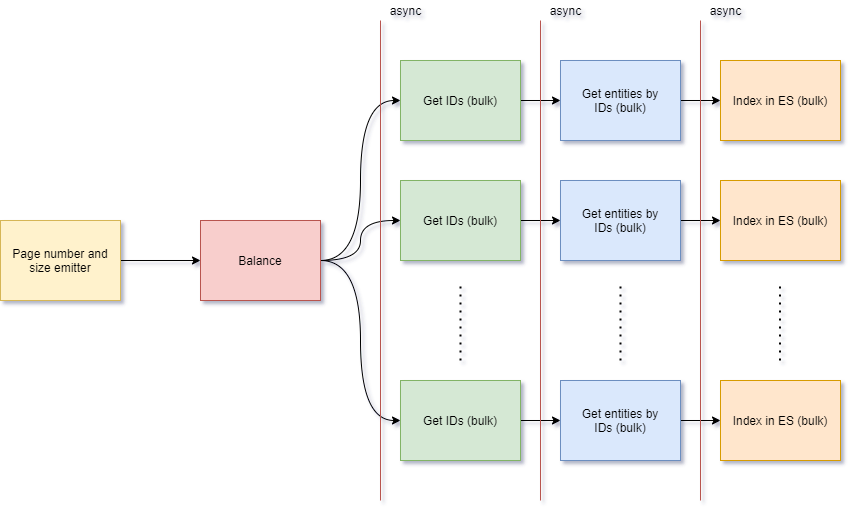 async
async
async
Get IDs (bulk)
Get entities by
IDs (bulk)
Index in ES (bulk)
Get IDs (bulk)
Get entities by
IDs (bulk)
Index in ES (bulk)
Page number and
size emitter
Balance
Get IDs (bulk)
Get entities by
IDs (bulk)
Index in ES (bulk)